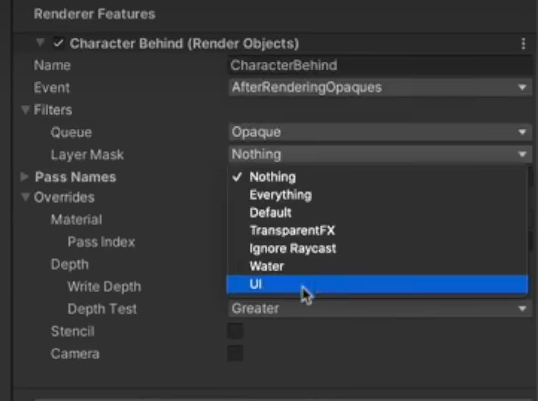 Renderer Features
Character Behind (Render Objects)
Name CharacterBehind
Event AfterRenderingOpaques
Filters
Queue Opaque
Layer Mask Nothing
Pass Names ✓ Nothing
Overrides Everything
Material Default
TransparentFX
Pass Index Ignore Raycast
Depth Water
Write Depth UI
Depth Test Greater
Stencil
Camera